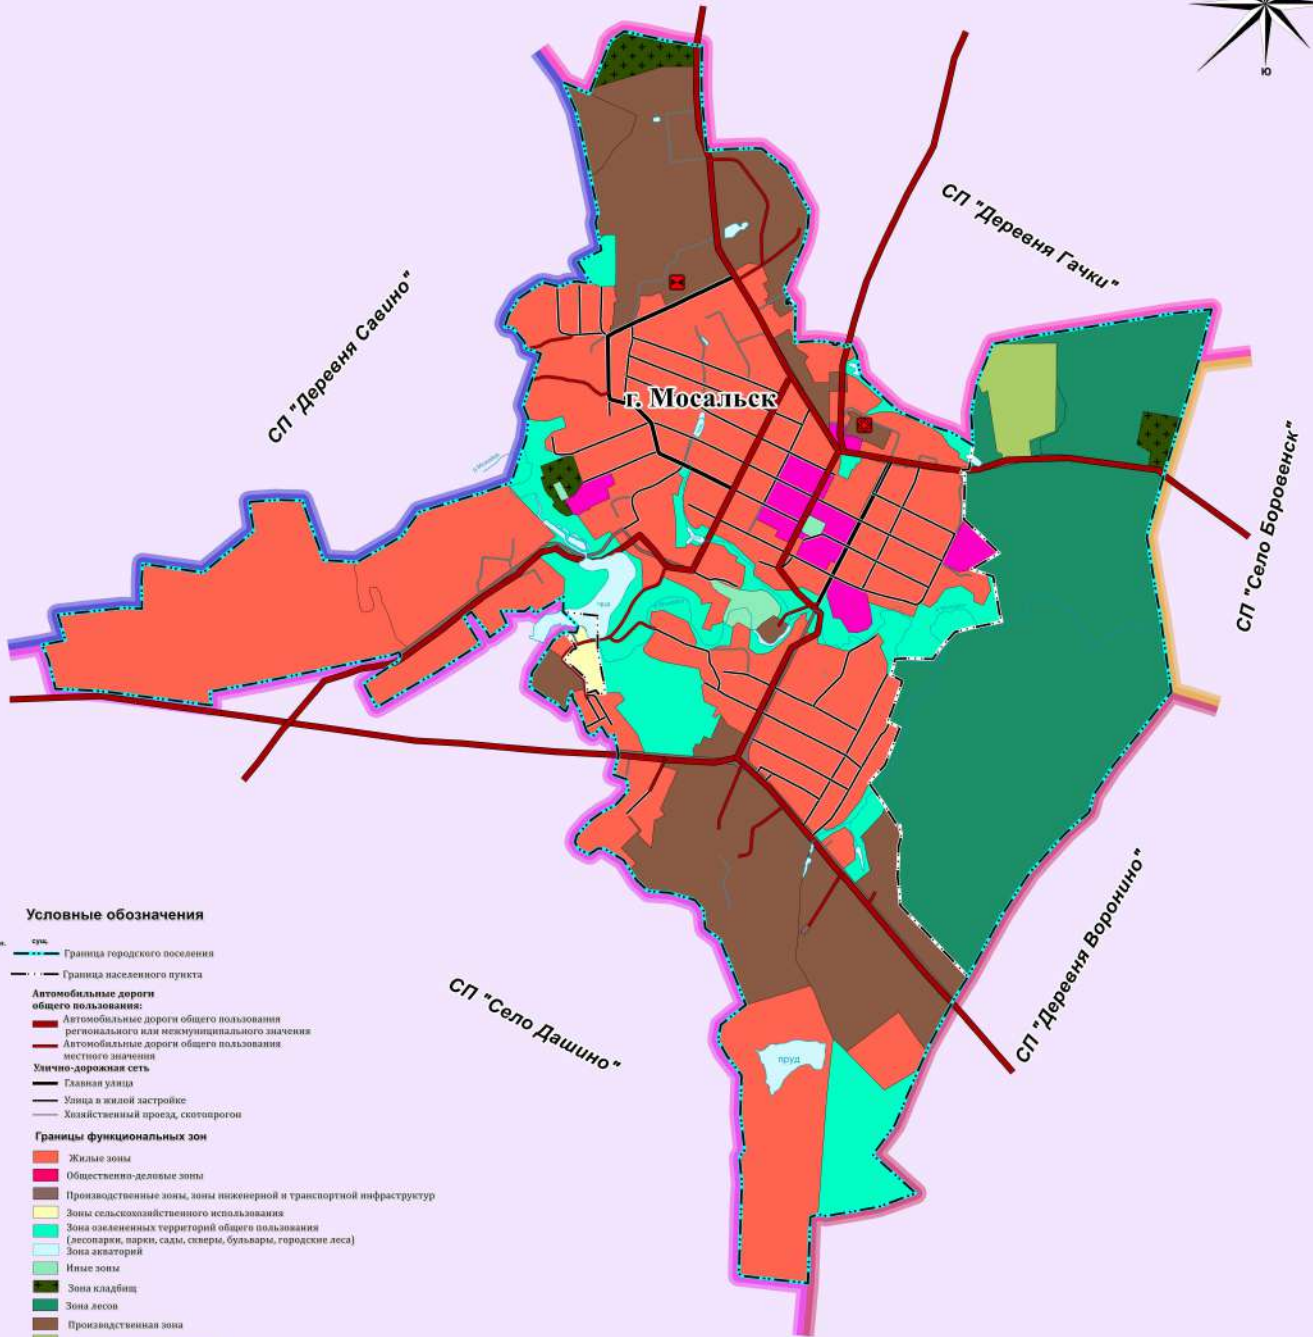 Ю
СП "Деревня Гачки"
СП "Деревня Савино"
г. Мосальск
СП "Село Боровенск"
пруд
СП "Деревня Воронино"
СП "Село Дашино"
пруд
Условные обозначения
сущ.
Граница городского поселения
Граница населенного пункта
Автомобильные дороги
общего пользования:
Автомобильные дороги общего пользования
регионального или межмуниципального значения
Автомобильные дороги общего пользования
местного значения
Улично-дорожная сеть
Главная улица
Улица в жилой застройке
Хозяйственный проезд, скотопрогон
Границы функциональных зон
Жилые зоны
Общественно-деловые зоны
Производственные зоны, зоны инженерной и транспортной инфраструктур
Зоны сельскохозяйственного использования
Зона озелененных территорий общего пользования
(лесопарки, парки, сады, скверы, бульвары, городские леса)
Зона акваторий
Иные зоны
Зона кладбищ
Зона лесов
Производственная зона